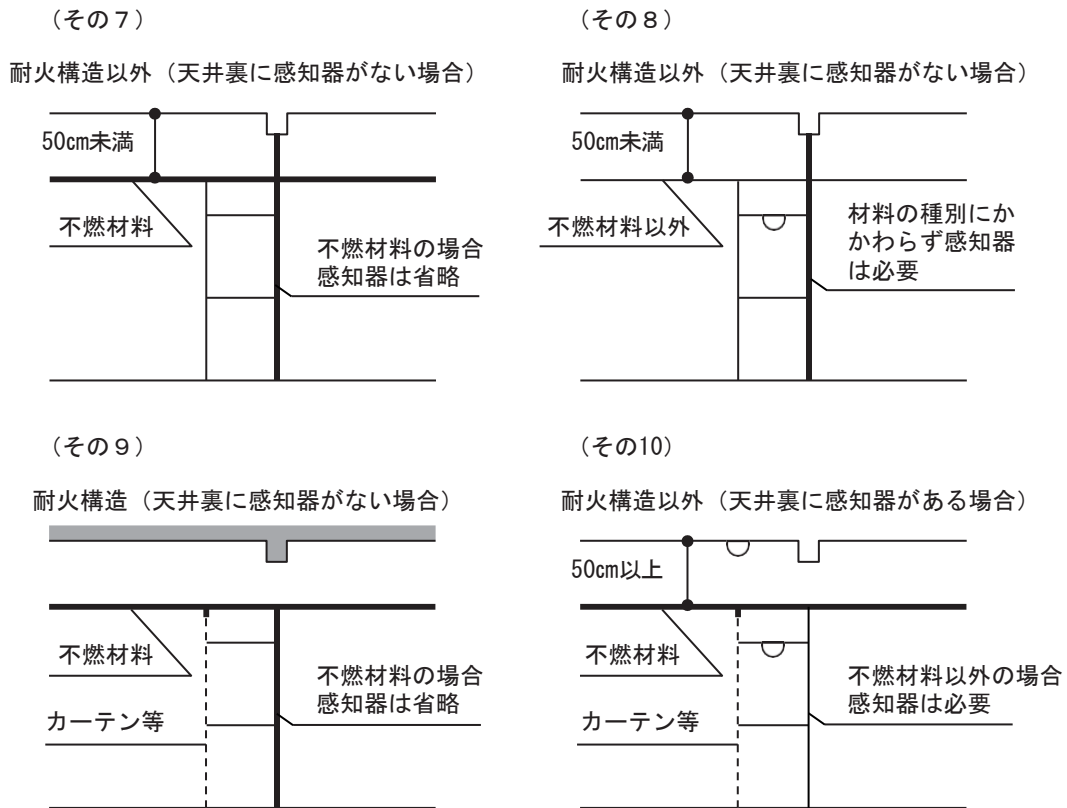 （その７）
耐火構造以外（天井裏に感知器がない場合）
50cm未満
不燃材料
不燃材料の場合
感知器は省略
（その８）
耐火構造以外（天井裏に感知器がない場合）
50cm未満
不燃材料以外
材料の種別にか
かわらず感知器
は必要
（その９）
耐火構造（天井裏に感知器がない場合）
不燃材料
カーテン等
不燃材料の場合
感知器は省略
（その10）
耐火構造以外（天井裏に感知器がある場合）
50cm以上
不燃材料
カーテン等
不燃材料以外の場合
感知器は必要